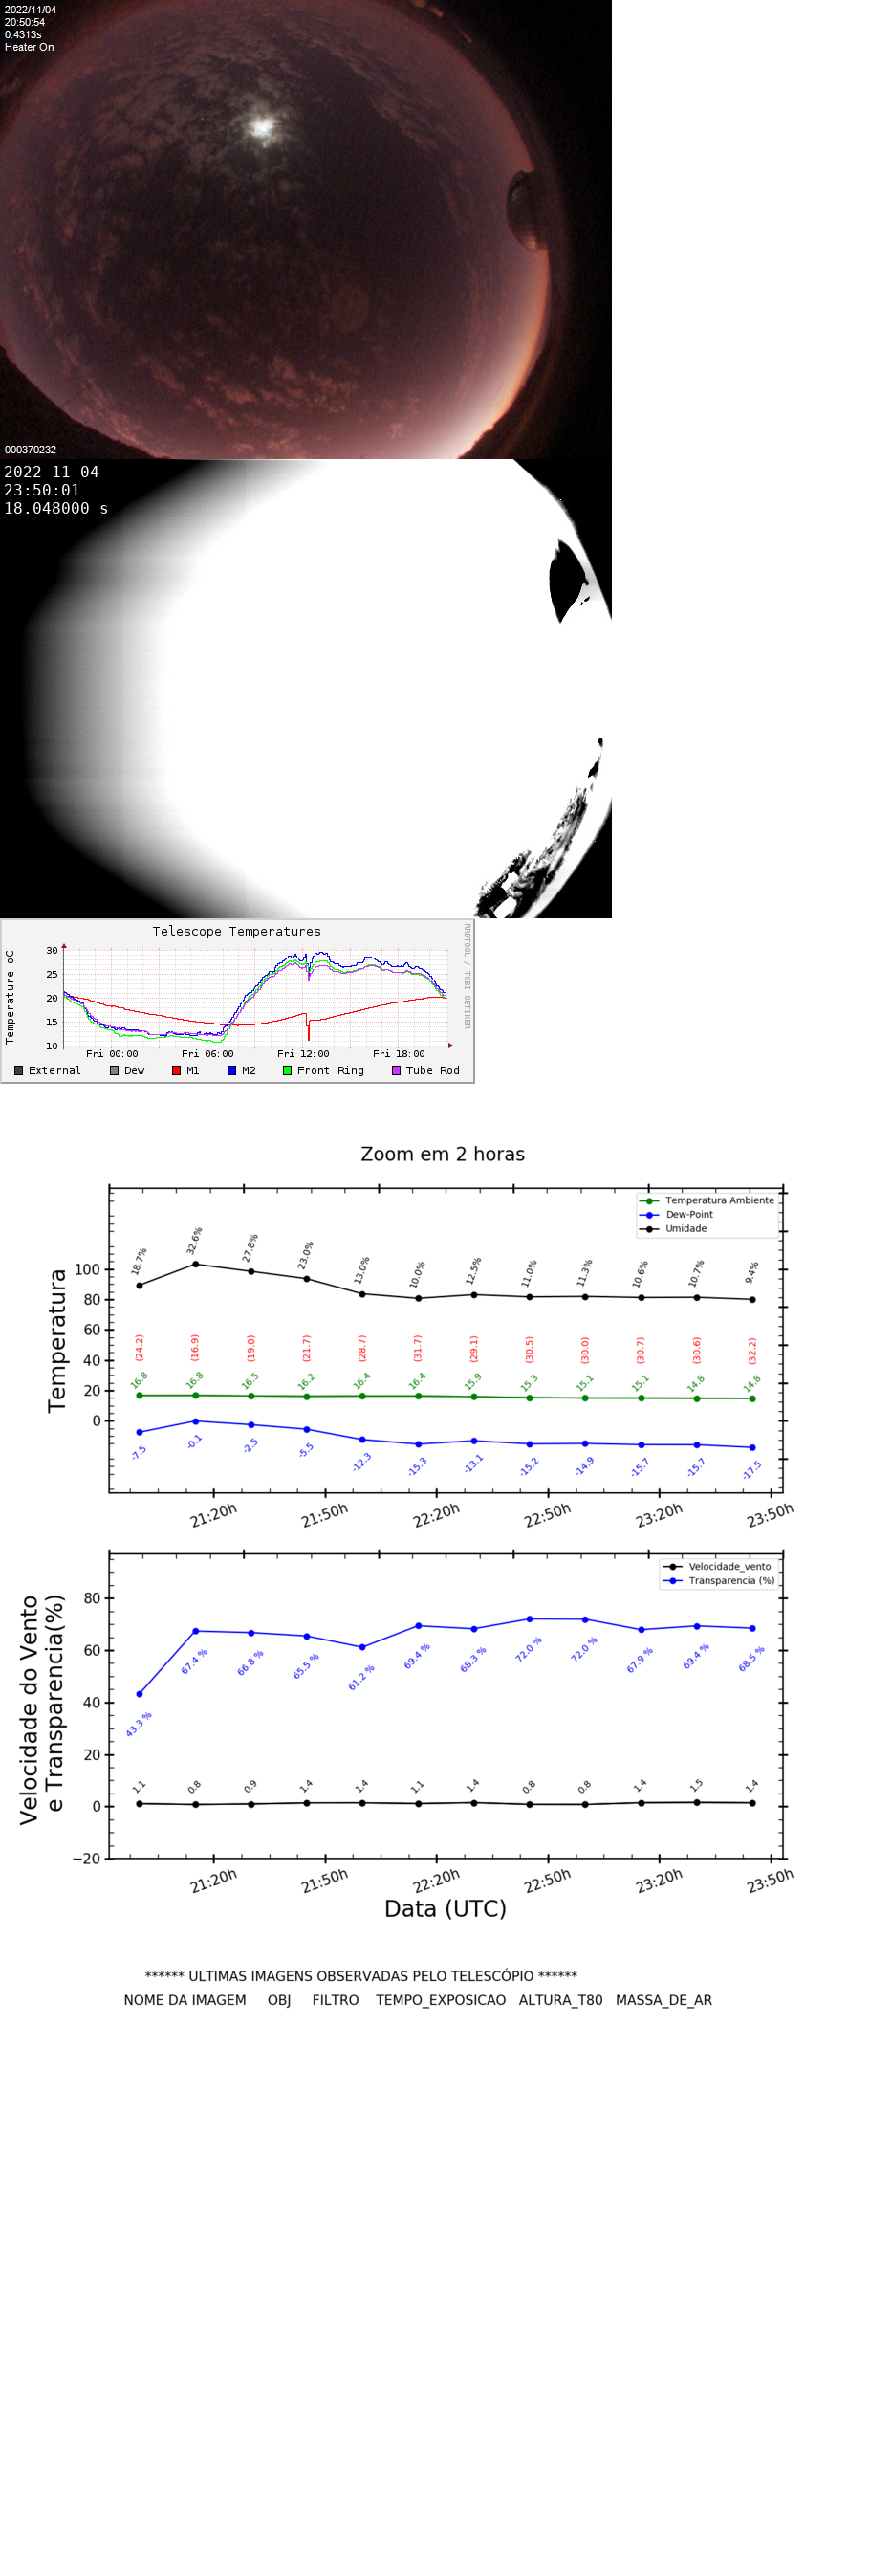 2022/11/04
20:50:54
0.4313s
Heater On
000370232
2022-11-04
23:50:01
18.048000 s
Telescope Temperatures
RRDTOOL / TOBI OETIKER
Temperature oC
30
25
20
15
10
Fri 00:00 Fri 06:00 Fri 12:00 Fri 18:00
External Dew M1 M2 Front Ring Tube Rod
Zoom em 2 horas
Temperatura Ambiente
Dew-Point
Umidade
Temperatura
100
80
60
40
20
0
18.7% 32.6% 27.8% 23.0% 13.0% 10.0% 12.5% 11.0% 11.3% 10.6% 10.7% 9.4%
(24.2) (16.9) (19.0) (21.7) (28.7) (31.7) (29.1) (30.5) (30.0) (30.7) (30.6) (32.2)
16.8 16.8 16.5 16.2 16.4 16.4 15.9 15.3 15.1 15.1 14.8 14.8
-7.5 -0.1 -2.5 -5.5 -12.3 -15.3 -13.1 -15.2 -14.9 -15.7 -15.7 -17.5
21:20h 21:50h 22:20h 22:50h 23:20h 23:50h
Velocidade_vento
Transparencia (%)
Velocidade do Vento
e Transparencia(%)
80
60
40
20
0
−20
43.3 % 67.4 % 66.8 % 65.5 % 61.2 % 69.4 % 68.3 % 72.0 % 72.0 % 67.9 % 69.4 % 68.5 %
1.1 0.8 0.9 1.4 1.4 1.1 1.4 0.8 0.8 1.4 1.5 1.4
21:20h 21:50h 22:20h 22:50h 23:20h 23:50h
Data (UTC)
****** ULTIMAS IMAGENS OBSERVADAS PELO TELESCÓPIO ******
NOME DA IMAGEM OBJ FILTRO TEMPO_EXPOSICAO ALTURA_T80 MASSA_DE_AR